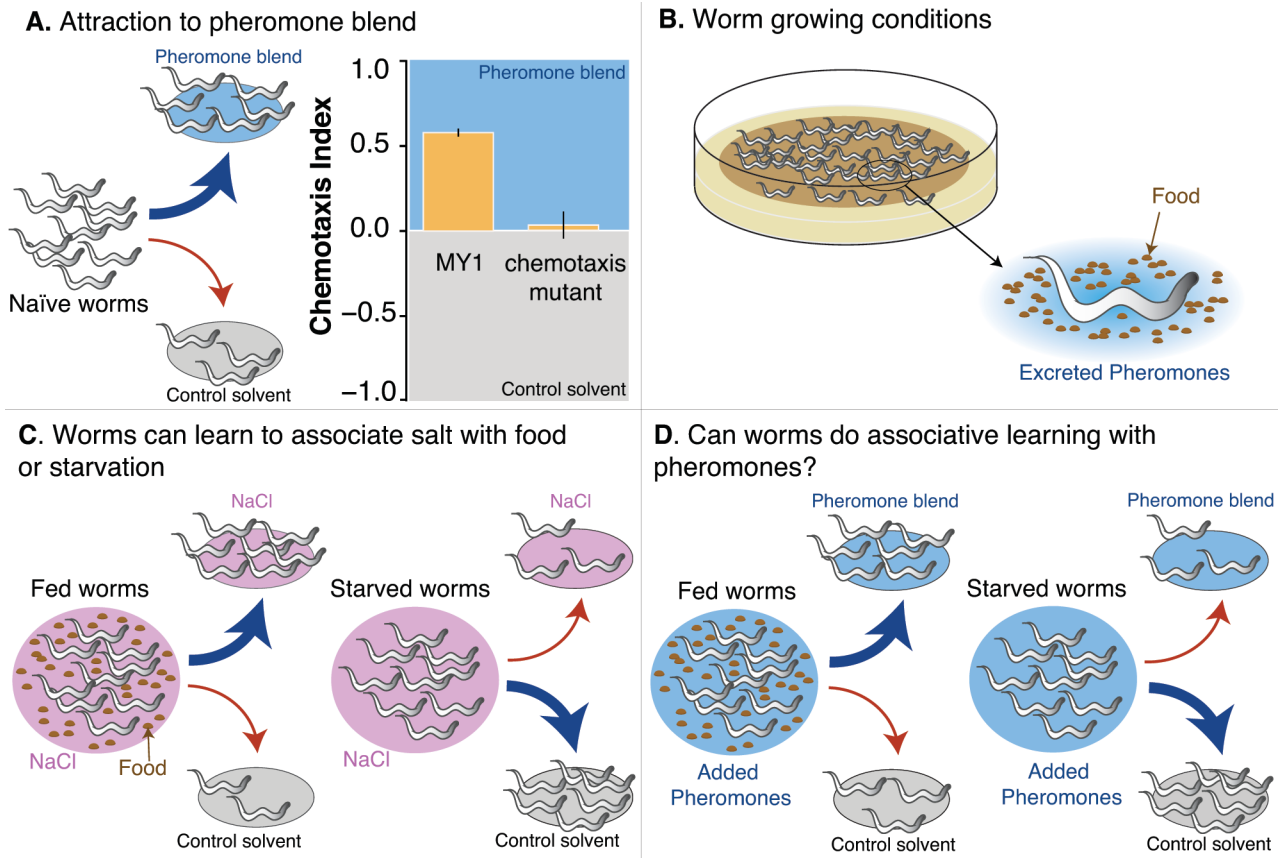 A. Attraction to pheromone blend
Pheromone blend
Naïve worms
Control solvent
Chemotaxis Index
1.0
0.5
0.0
−0.5
−1.0
Pheromone blend
MY1
chemotaxis
mutant
Control solvent
B. Worm growing conditions
Food
Excreted Pheromones
C. Worms can learn to associate salt with food
or starvation
NaCl
Fed worms
NaCl
Food
Control solvent
NaCl
Starved worms
NaCl
Control solvent
D. Can worms do associative learning with
pheromones?
Pheromone blend
Fed worms
Added
Pheromones
Control solvent
Pheromone blend
Starved worms
Added
Pheromones
Control solvent